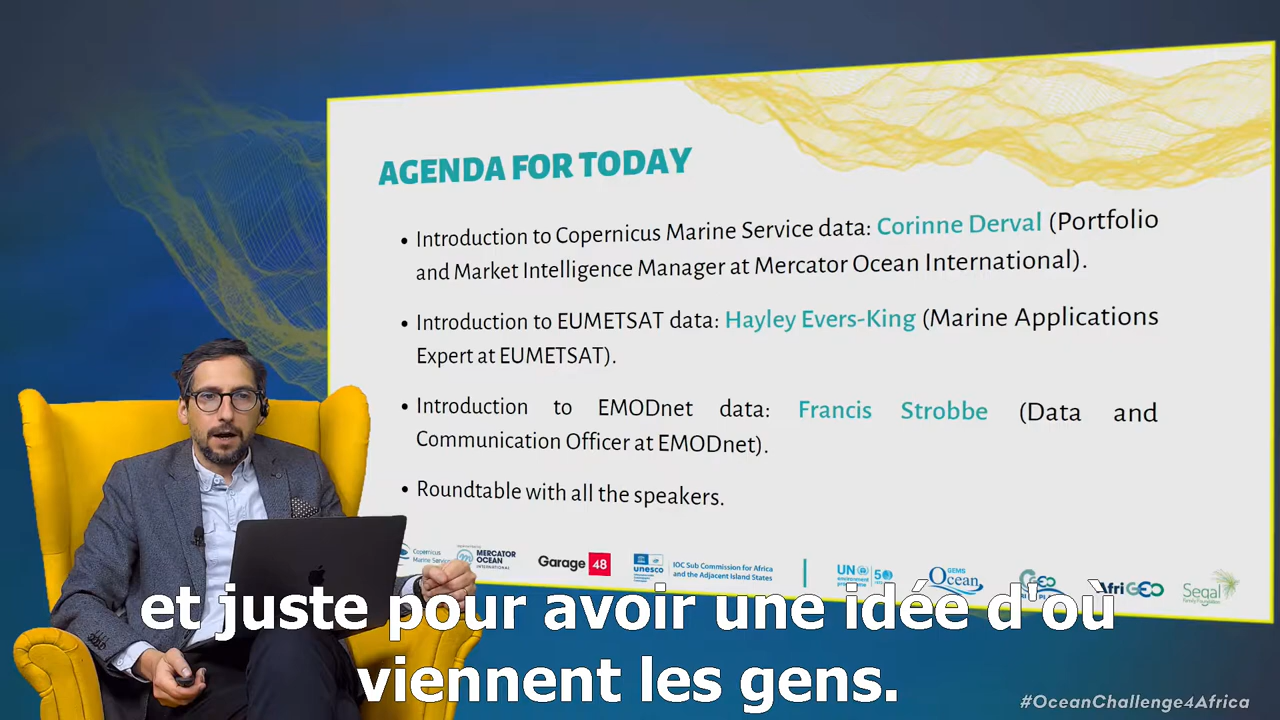 AGENDA FOR TODAY
• Introduction to Copernicus Marine Service data: Corinne Derval (Portfolio
and Market Intelligence Manager at Mercator Ocean International).
• Introduction to EUMETSAT data: Hayley Evers-King (Marine Applications
Expert at EUMETSAT).
• Introduction to EMODnet data: Francis Strobbe (Data and
Communication Officer at EMODnet).
• Roundtable with all the speakers.
Copernicus
Marine Service
MERCATOR
OCEAN
INTERNATIONAL
Garage 48
unesco
IOC Sub Commission for Africa
and the Adjacent Island States
UN
environment
programme
50
GEMS
Ocean
AfriGEO
Segal
Family Foundation
et juste pour avoir une idée d'où
viennent les gens.
#OceanChallenge4Africa